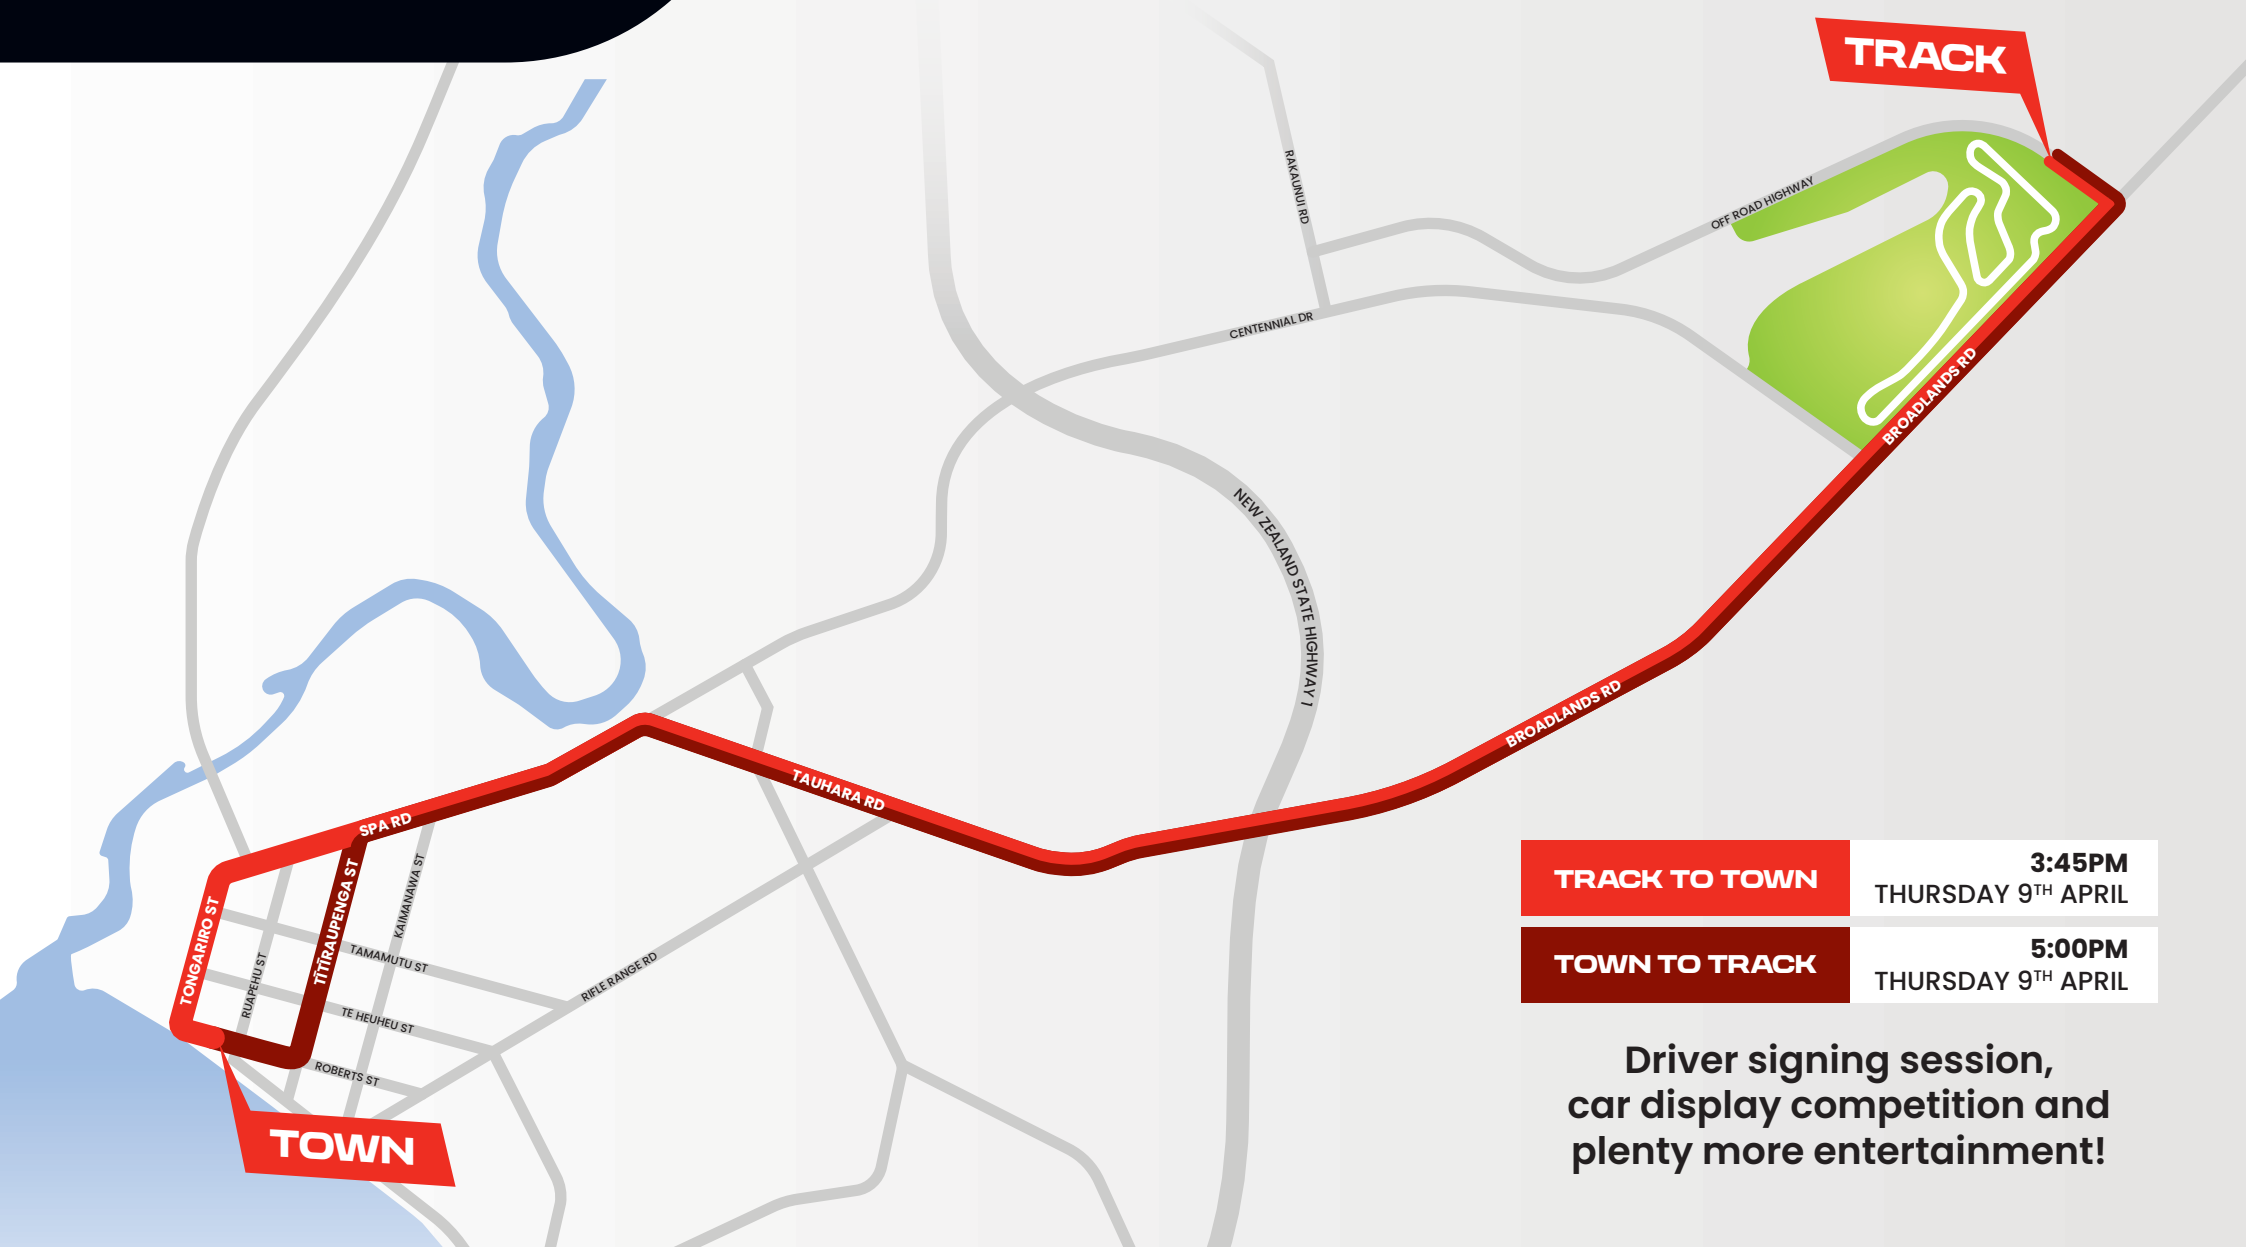 TRACK
RAKAUNUI RD
OFF ROAD HIGHWAY
CENTENNIAL DR
BROADLANDS RD
NEW ZEALAND STATE HIGHWAY 1
BROADLANDS RD
TAUHARA RD
SPA RD
TONGARIRO ST
RUAPEHU ST
TĪTĪRAUPENGA ST
KAIMANAWA ST
TAMAMUTU ST
TE HEUHEU ST
ROBERTS ST
RIFLE RANGE RD
TOWN
TRACK TO TOWN
3:45PM
THURSDAY 9TH APRIL
TOWN TO TRACK
5:00PM
THURSDAY 9TH APRIL
Driver signing session,
car display competition and
plenty more entertainment!